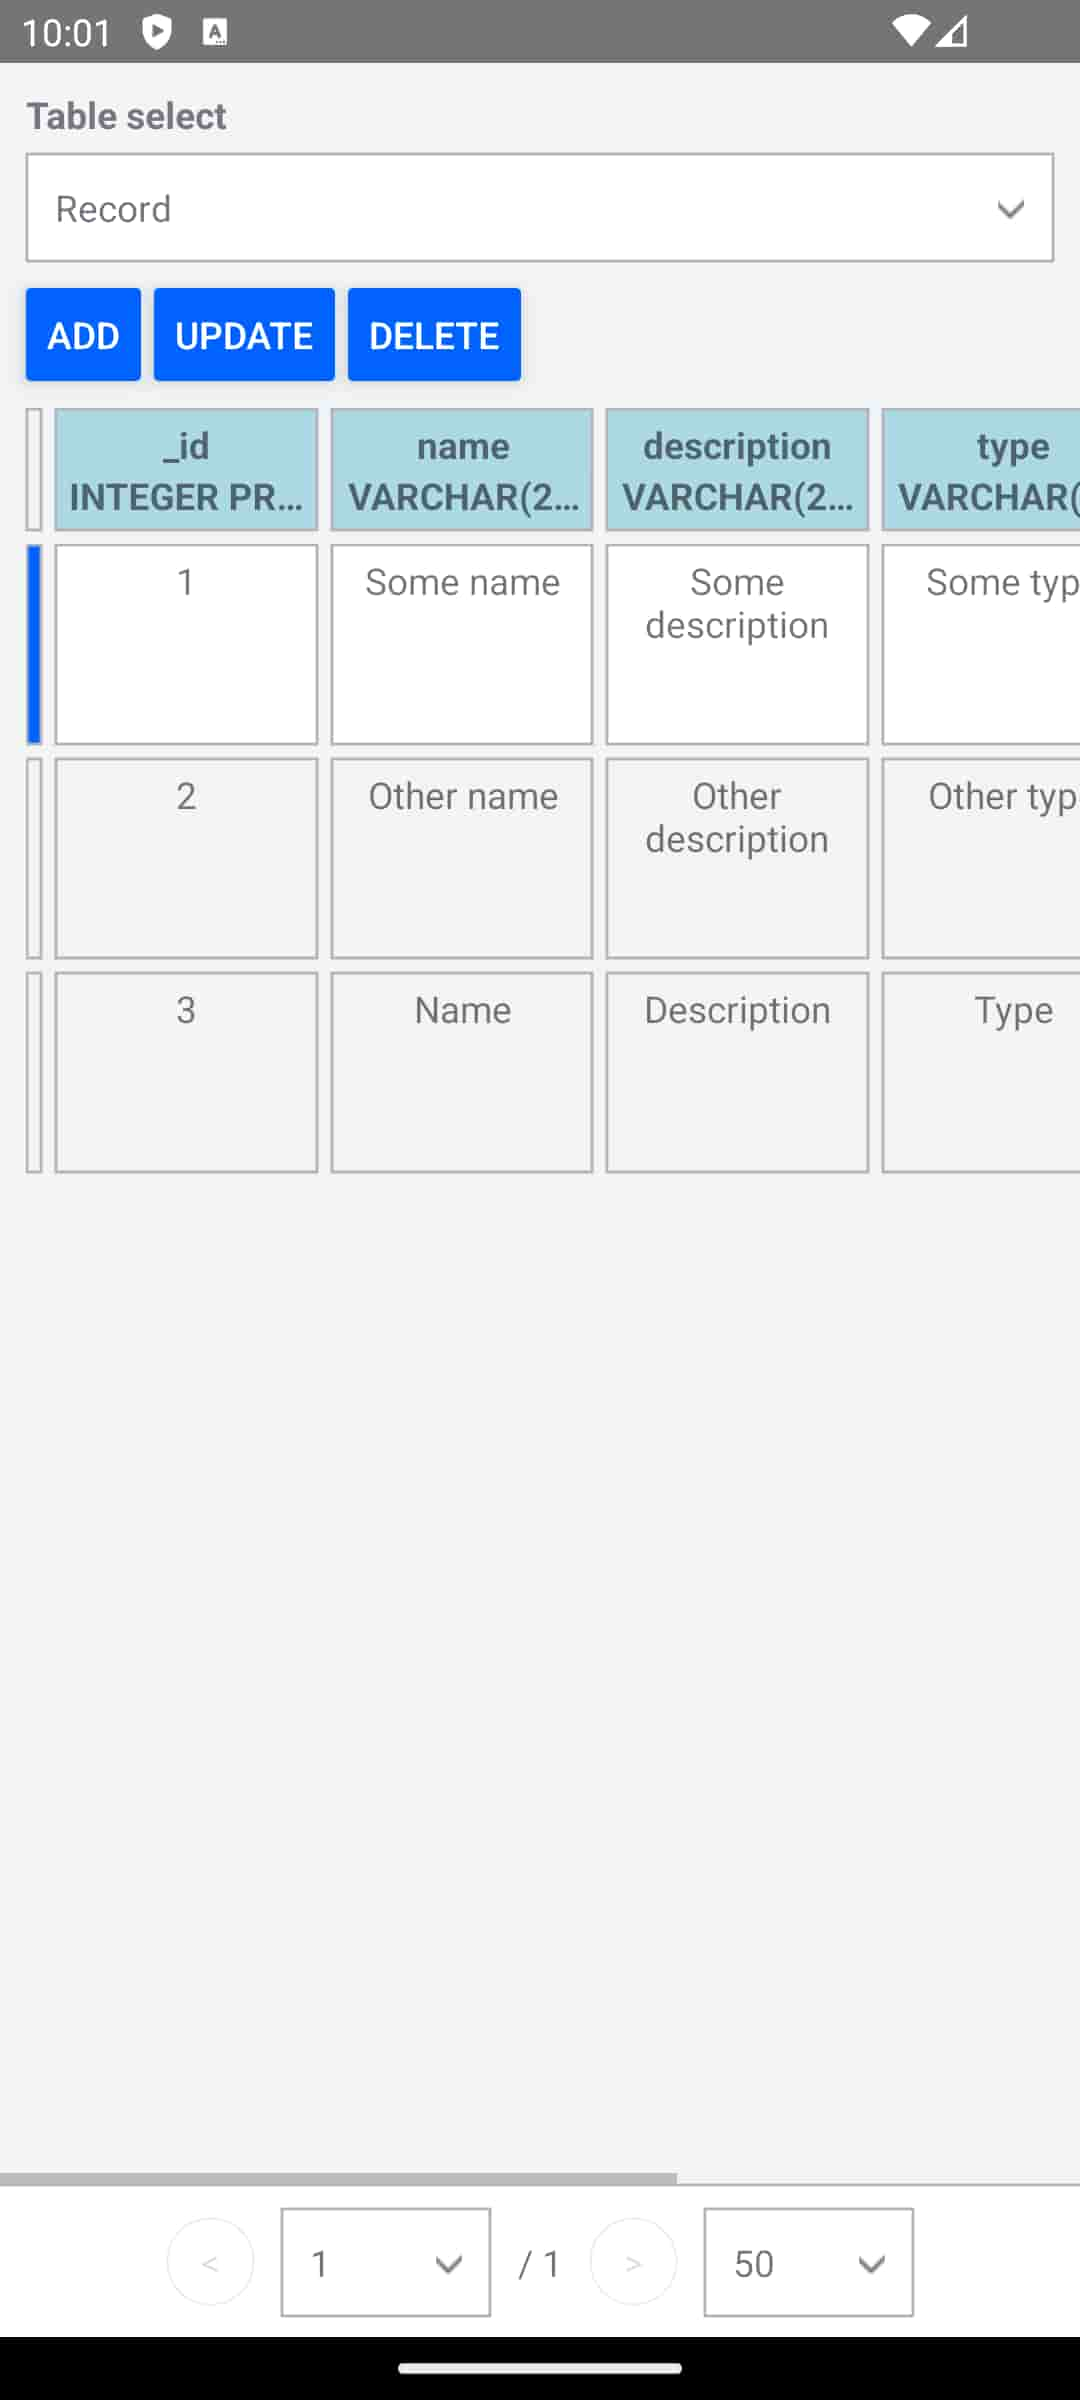 10:01
Table select
Record
ADD UPDATE DELETE
_id name description type
INTEGER PR... VARCHAR(2... VARCHAR(2... VARCHAR(
1 Some name Some description Some typ
2 Other name Other description Other typ
3 Name Description Type
< 1 / 1 > 50